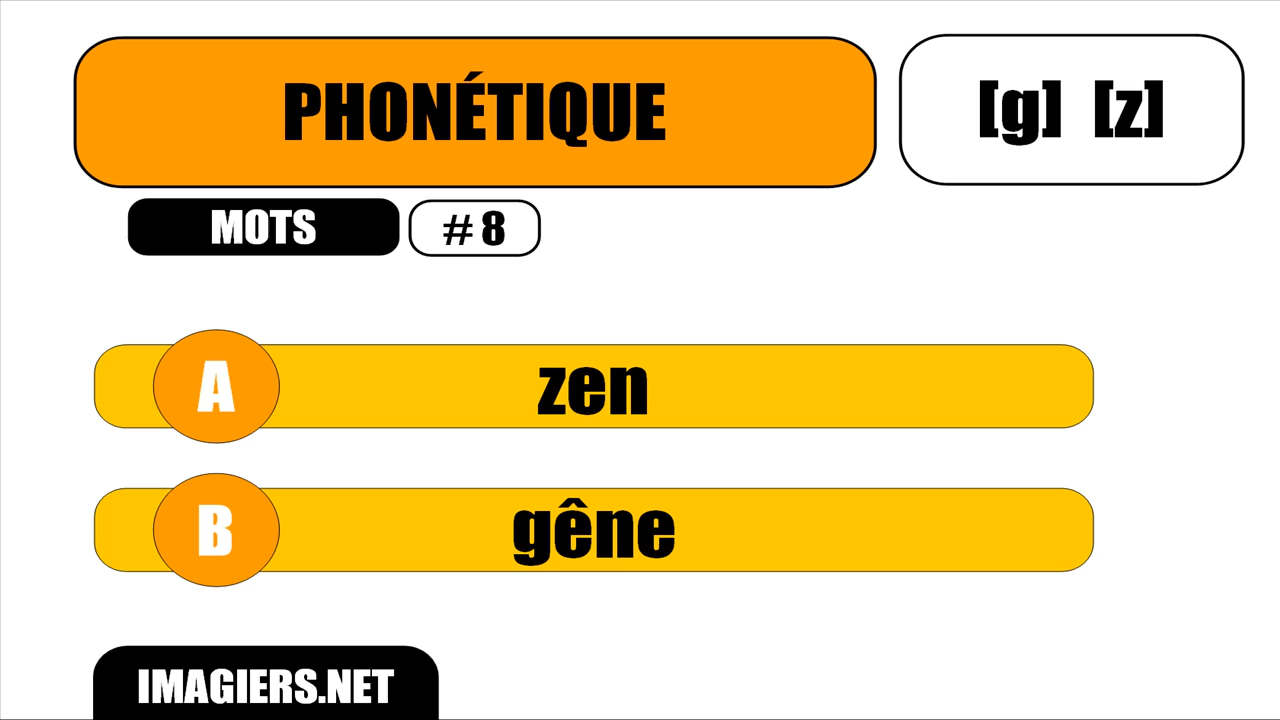 PHONÉTIQUE
[g] [z]
MOTS
# 8
A zen
B gêne
IMAGIERS.NET